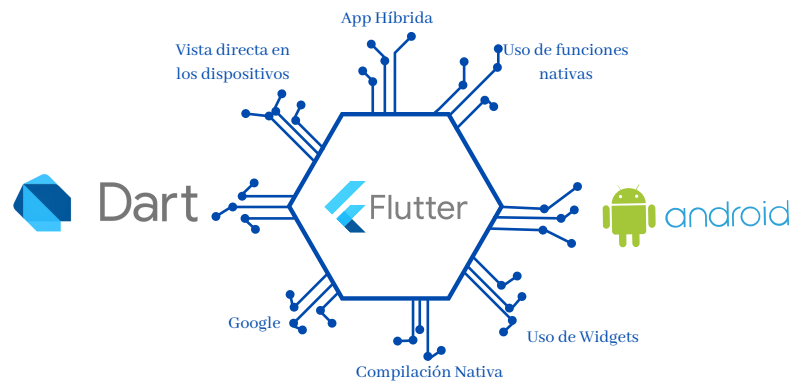 App Híbrida
Vista directa en
los dispositivos
Uso de funciones
nativas
Dart
Flutter
android
Google
Uso de Widgets
Compilación Nativa